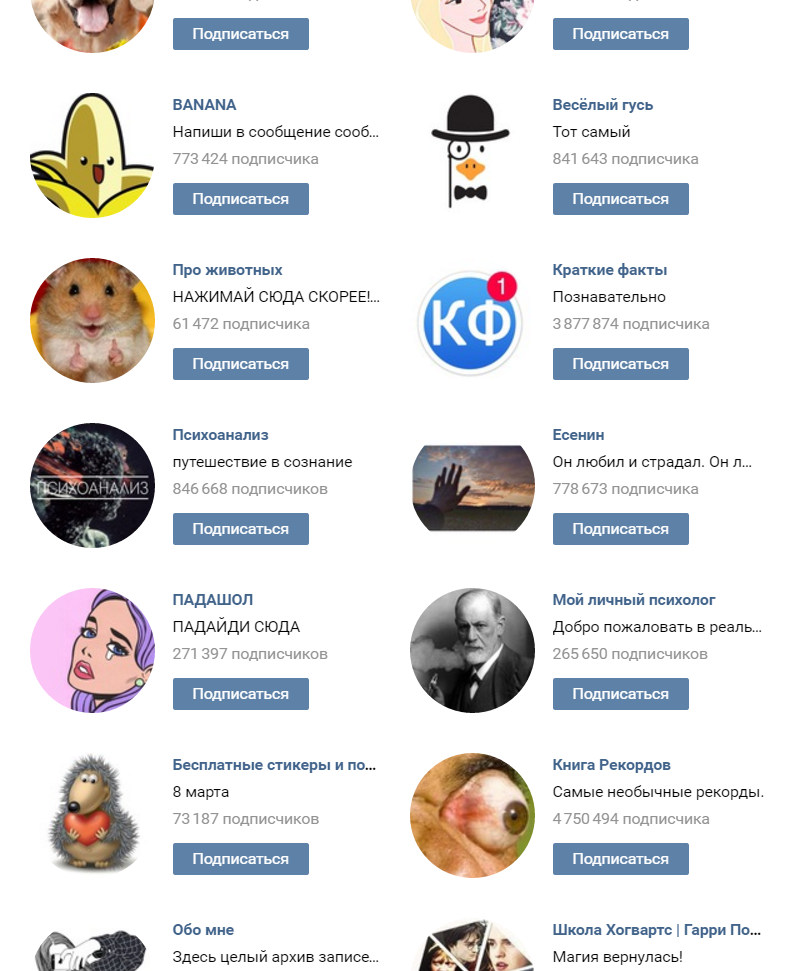 Подписаться
Подписаться
BANANA
Напиши в сообщение сооб...
773 424 подписчика
Подписаться
Весёлый гусь
Тот самый
841 643 подписчика
Подписаться
Про животных
НАЖИМАЙ СЮДА СКОРЕЕ!...
61 472 подписчика
Подписаться
1
КФ
Краткие факты
Познавательно
3 877 874 подписчика
Подписаться
ПСИХОАНАЛИЗ
Психоанализ
путешествие в сознание
846 668 подписчиков
Подписаться
Есенин
Он любил и страдал. Он л...
778 673 подписчика
Подписаться
ПАДАШОЛ
ПАДАЙДИ СЮДА
271 397 подписчиков
Подписаться
Мой личный психолог
Добро пожаловать в реаль...
265 650 подписчиков
Подписаться
Бесплатные стикеры и по...
8 марта
73 187 подписчиков
Подписаться
Книга Рекордов
Самые необычные рекорды.
4 750 494 подписчика
Подписаться
Обо мне
Здесь целый архив записе...
Школа Хогвартс | Гарри По...
Магия вернулась!